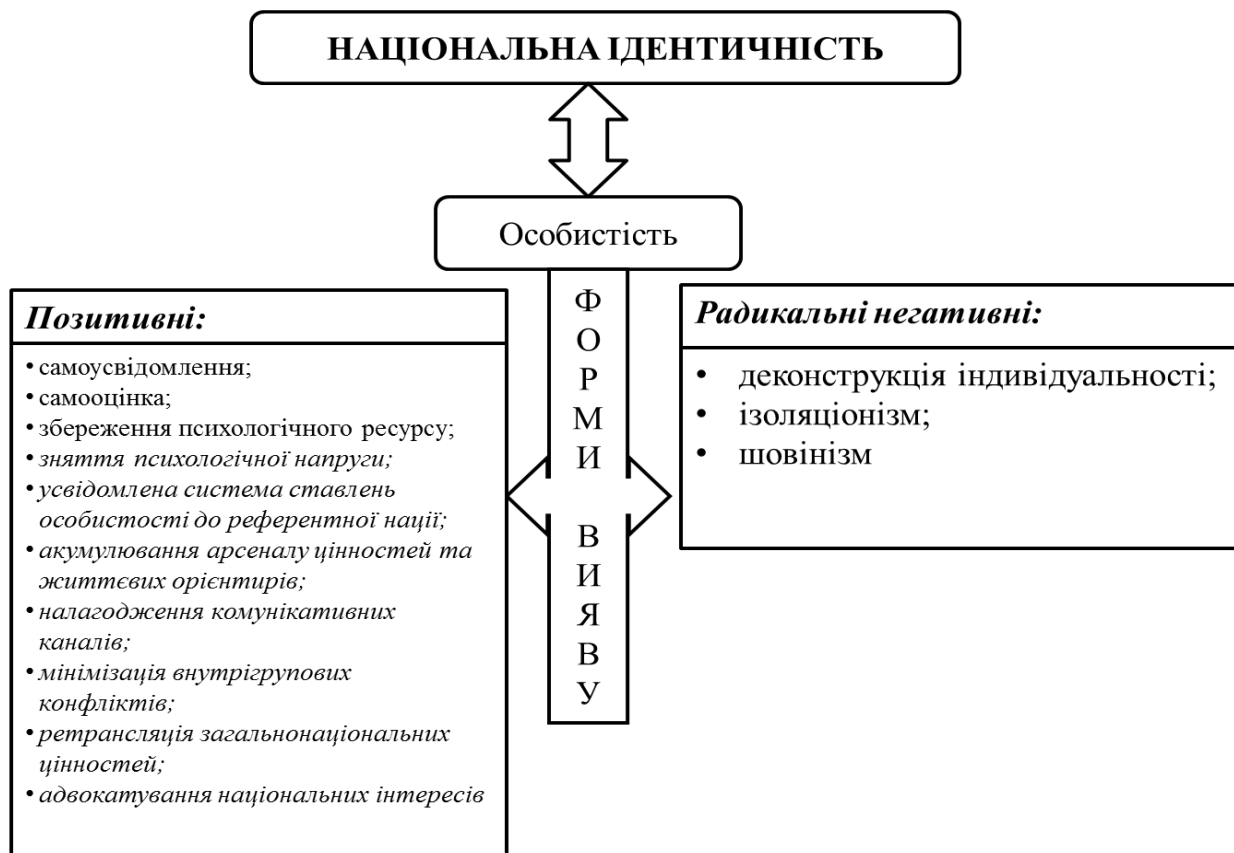 НАЦІОНАЛЬНА ІДЕНТИЧНІСТЬ
Особистість
ФОРМИ ВИЯВУ
Позитивні:
• самоусвідомлення;
• самооцінка;
• збереження психологічного ресурсу;
• зняття психологічної напруги;
• усвідомлена система ставлень
особистості до референтної нації;
• акумулювання арсеналу цінностей та
життєвих орієнтирів;
• налагодження комунікативних
каналів;
• мінімізація внутрігрупових
конфліктів;
• ретрансляція загальнонаціональних
цінностей;
• адвокатування національних інтересів
Радикальні негативні:
• деконструкція індивідуальності;
• ізоляціонізм;
• шовінізм